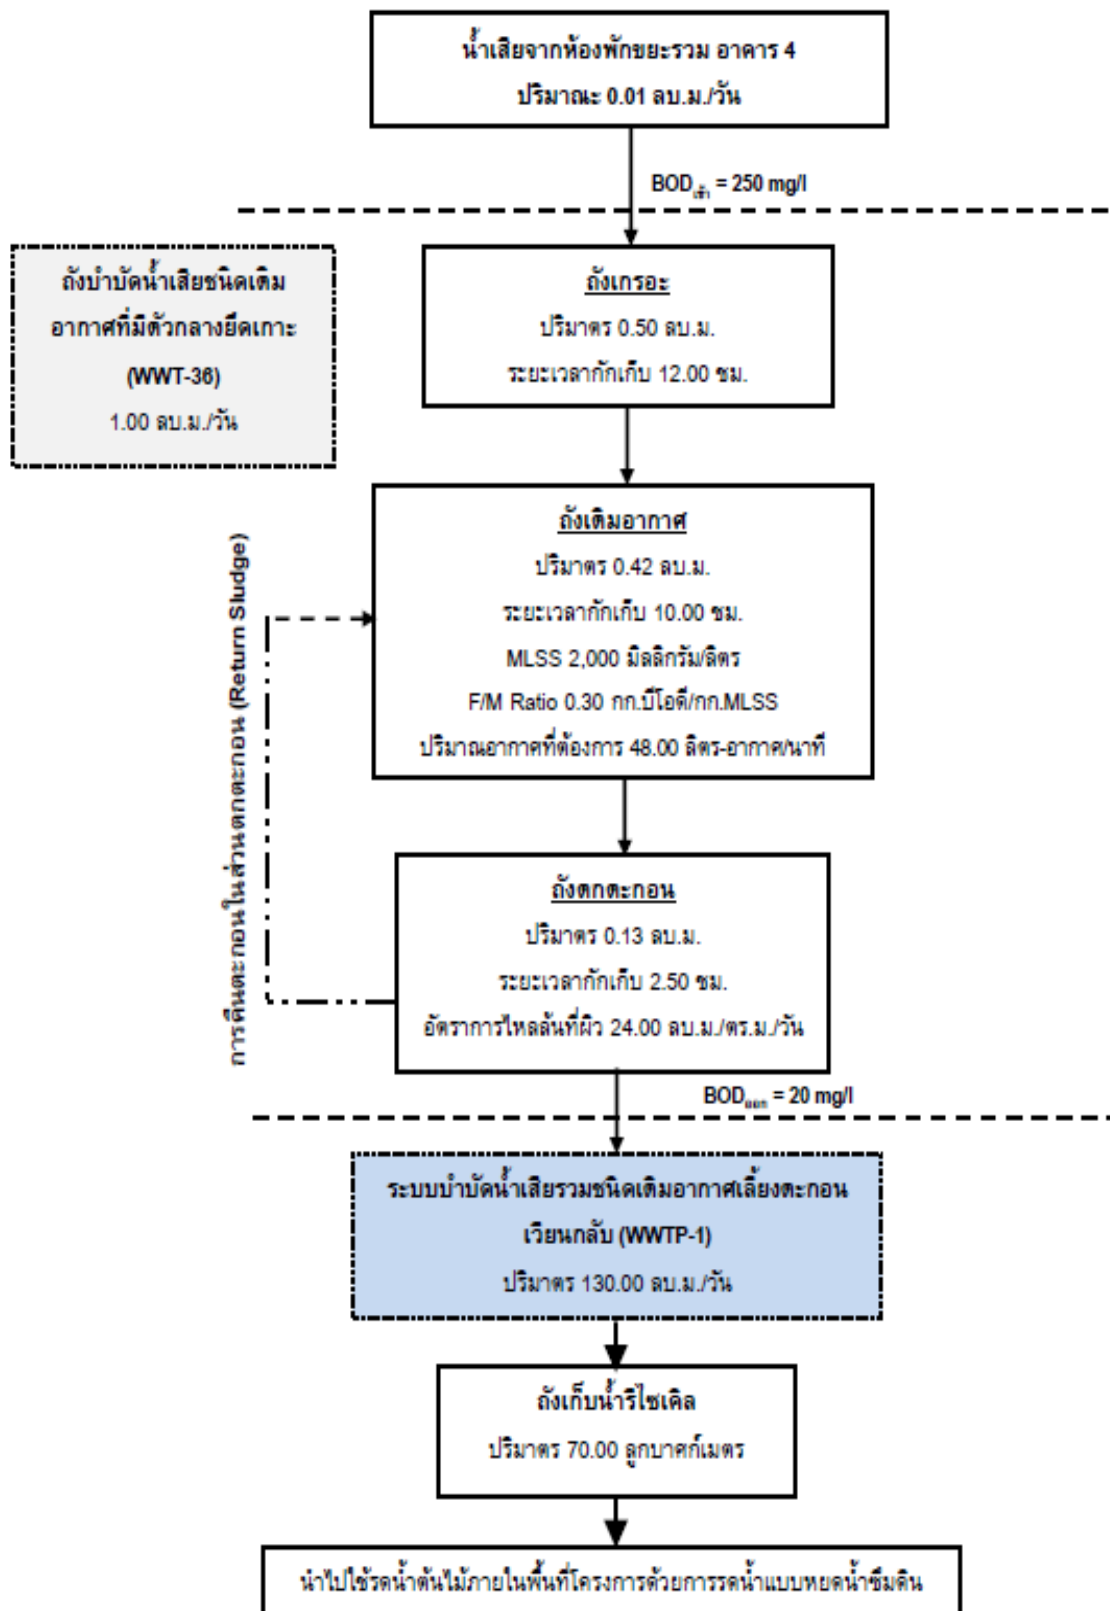 น้ำเสียจากห้องพักขยะรวม อาคาร 4
ปริมาณะ 0.01 ลบ.ม./วัน
BODเข้า = 250 mg/l
ถังบำบัดน้ำเสียชนิดเติม
อากาศที่มีตัวกลางยึดเกาะ
(WWT-36)
1.00 ลบ.ม./วัน
ถังเกรอะ
ปริมาตร 0.50 ลบ.ม.
ระยะเวลากักเก็บ 12.00 ชม.
ถังเติมอากาศ
ปริมาตร 0.42 ลบ.ม.
ระยะเวลากักเก็บ 10.00 ชม.
MLSS 2,000 มิลลิกรัม/ลิตร
F/M Ratio 0.30 กก.บีโอดี/กก.MLSS
ปริมาณอากาศที่ต้องการ 48.00 ลิตร-อากาศ/นาที
การคืนตะกอนในส่วนตกตะกอน (Return Sludge)
ถังตกตะกอน
ปริมาตร 0.13 ลบ.ม.
ระยะเวลากักเก็บ 2.50 ชม.
อัตราการไหลล้นที่ผิว 24.00 ลบ.ม./ตร.ม./วัน
BODออก = 20 mg/l
ระบบบำบัดน้ำเสียรวมชนิดเติมอากาศเลี้ยงตะกอน
เวียนกลับ (WWTP-1)
ปริมาตร 130.00 ลบ.ม./วัน
ถังเก็บน้ำรีไซเคิล
ปริมาตร 70.00 ลูกบาศก์เมตร
นำไปใช้รดน้ำต้นไม้ภายในพื้นที่โครงการด้วยการรดน้ำแบบหยดน้ำซึมดิน